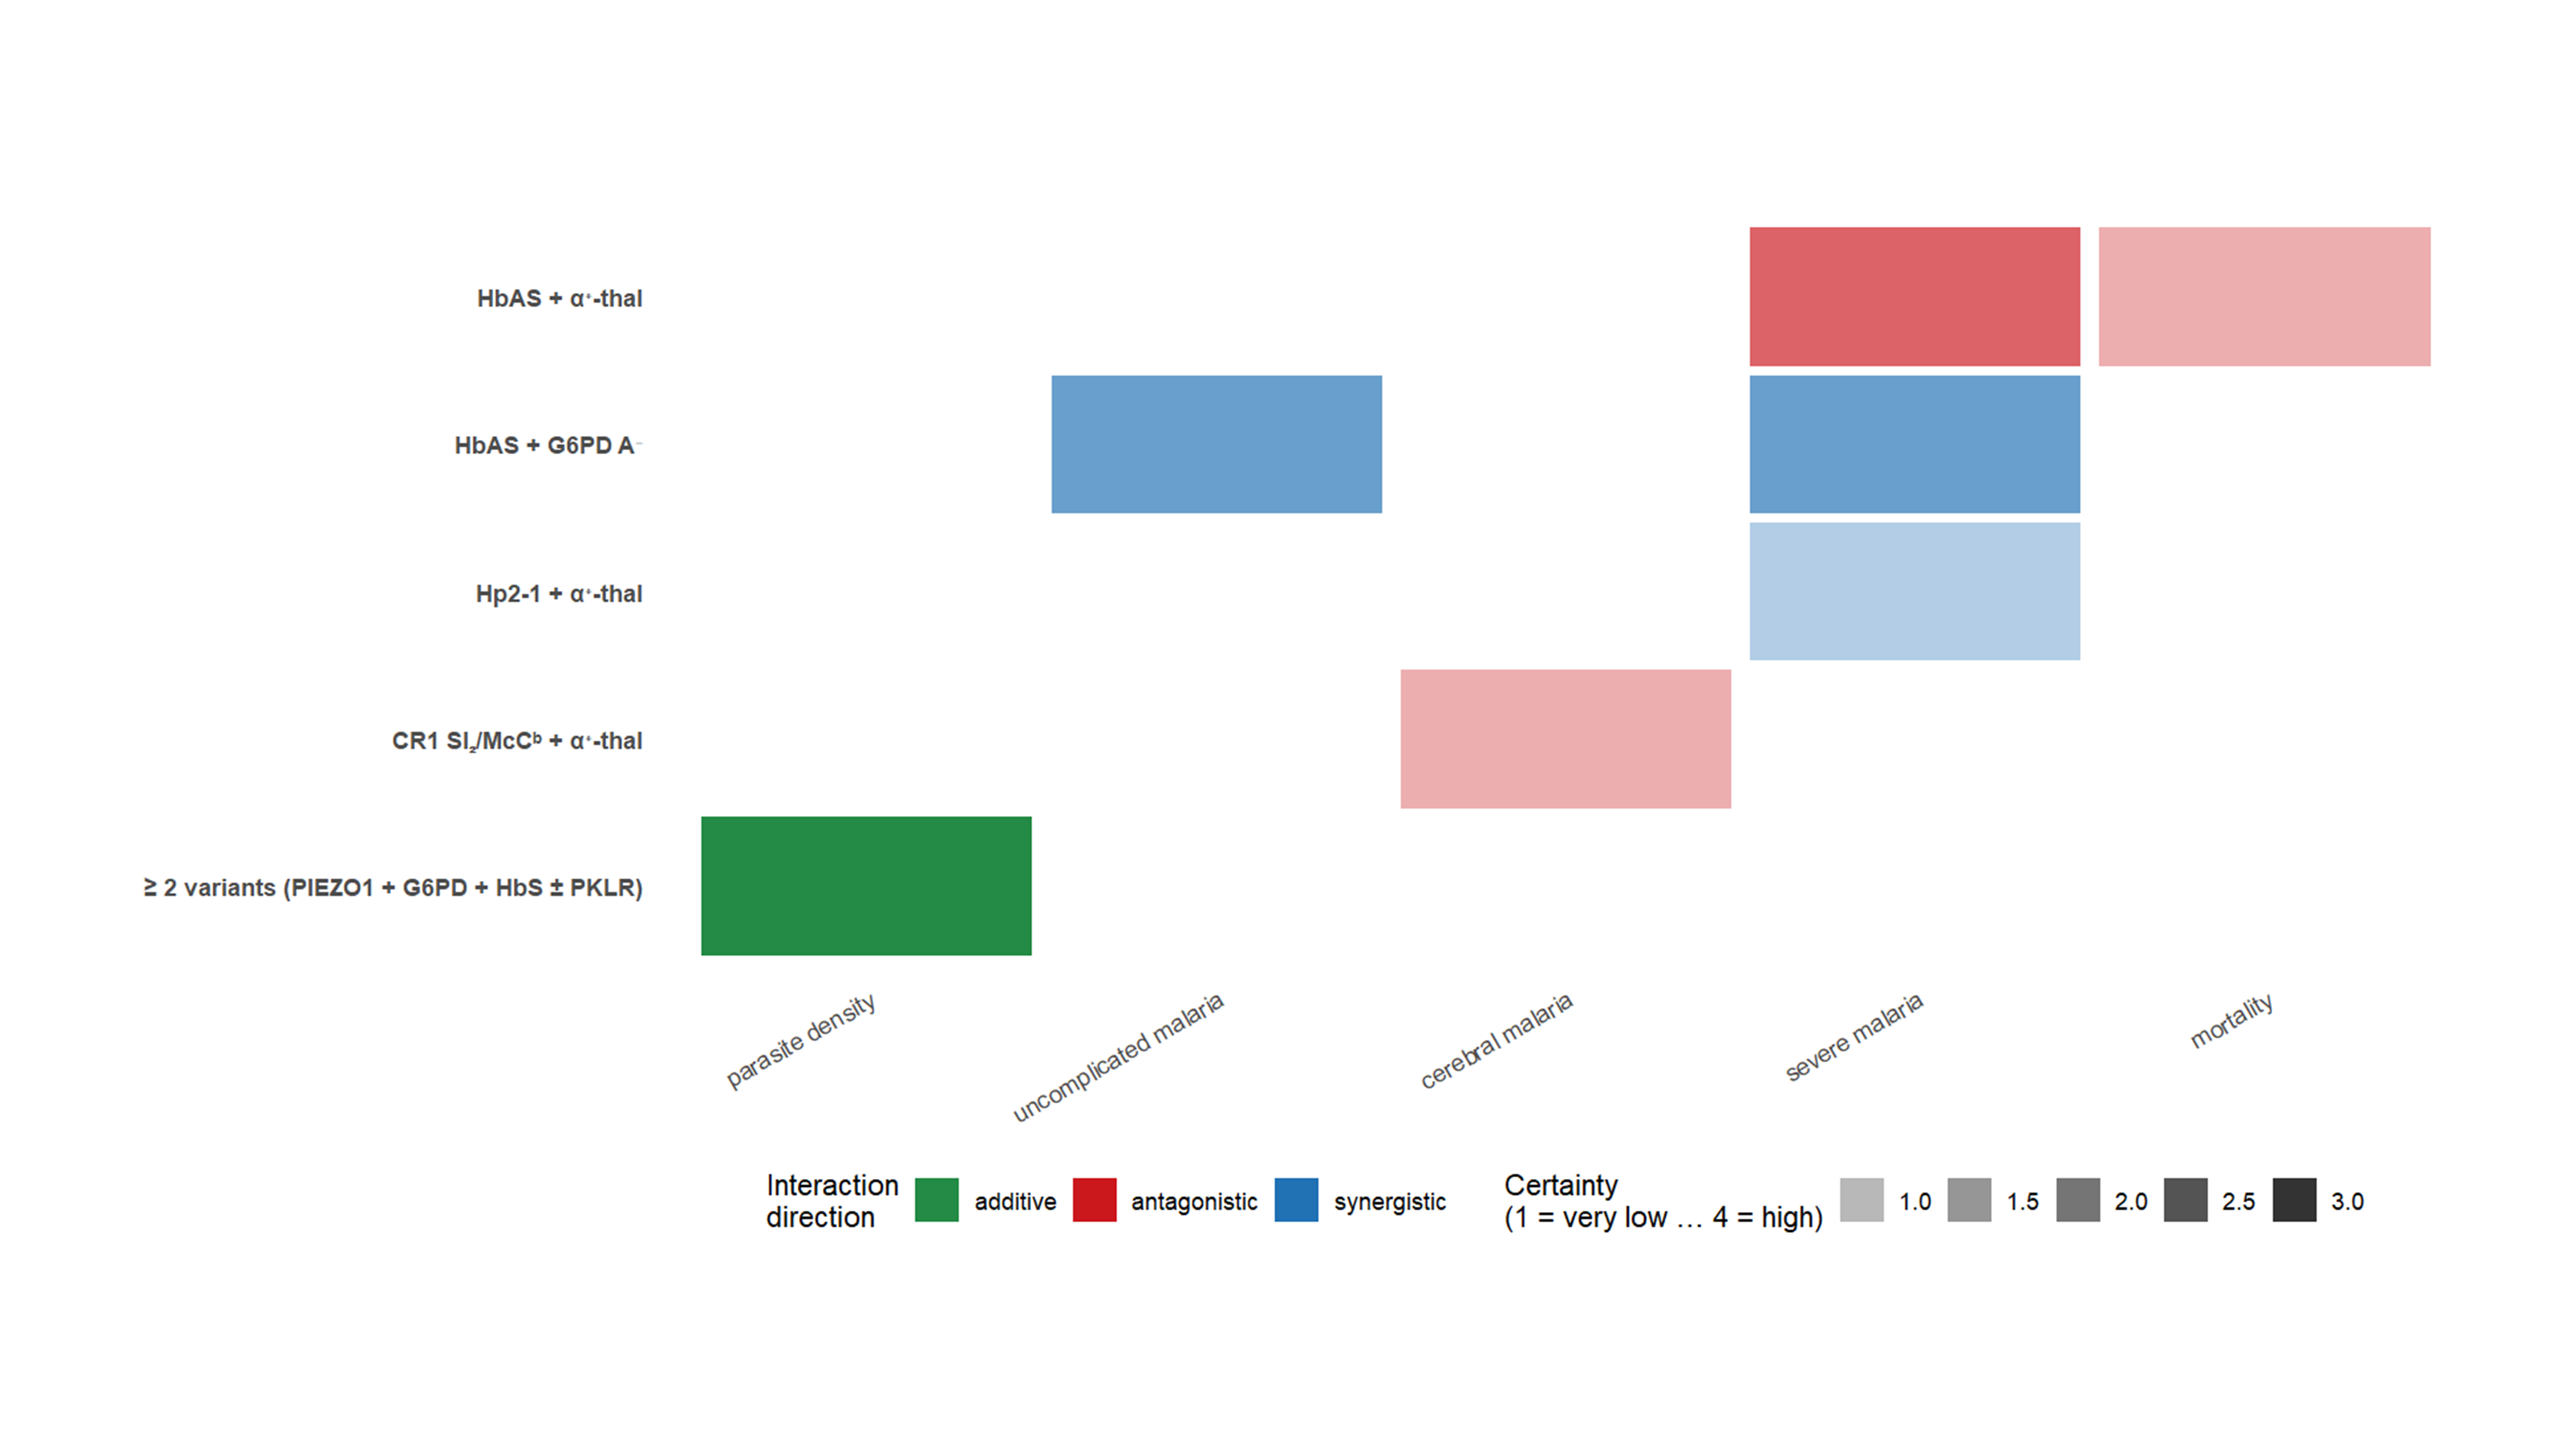 HbAS + α⁺-thal
HbAS + G6PD A⁻
Hp2-1 + α⁺-thal
CR1 Sl₂/McCᵇ + α⁺-thal
≥ 2 variants (PIEZO1 + G6PD + HbS ± PKLR)
parasite density
uncomplicated malaria
cerebral malaria
severe malaria
mortality
Interaction
direction
additive
antagonistic
synergistic
Certainty
(1 = very low … 4 = high)
1.0
1.5
2.0
2.5
3.0